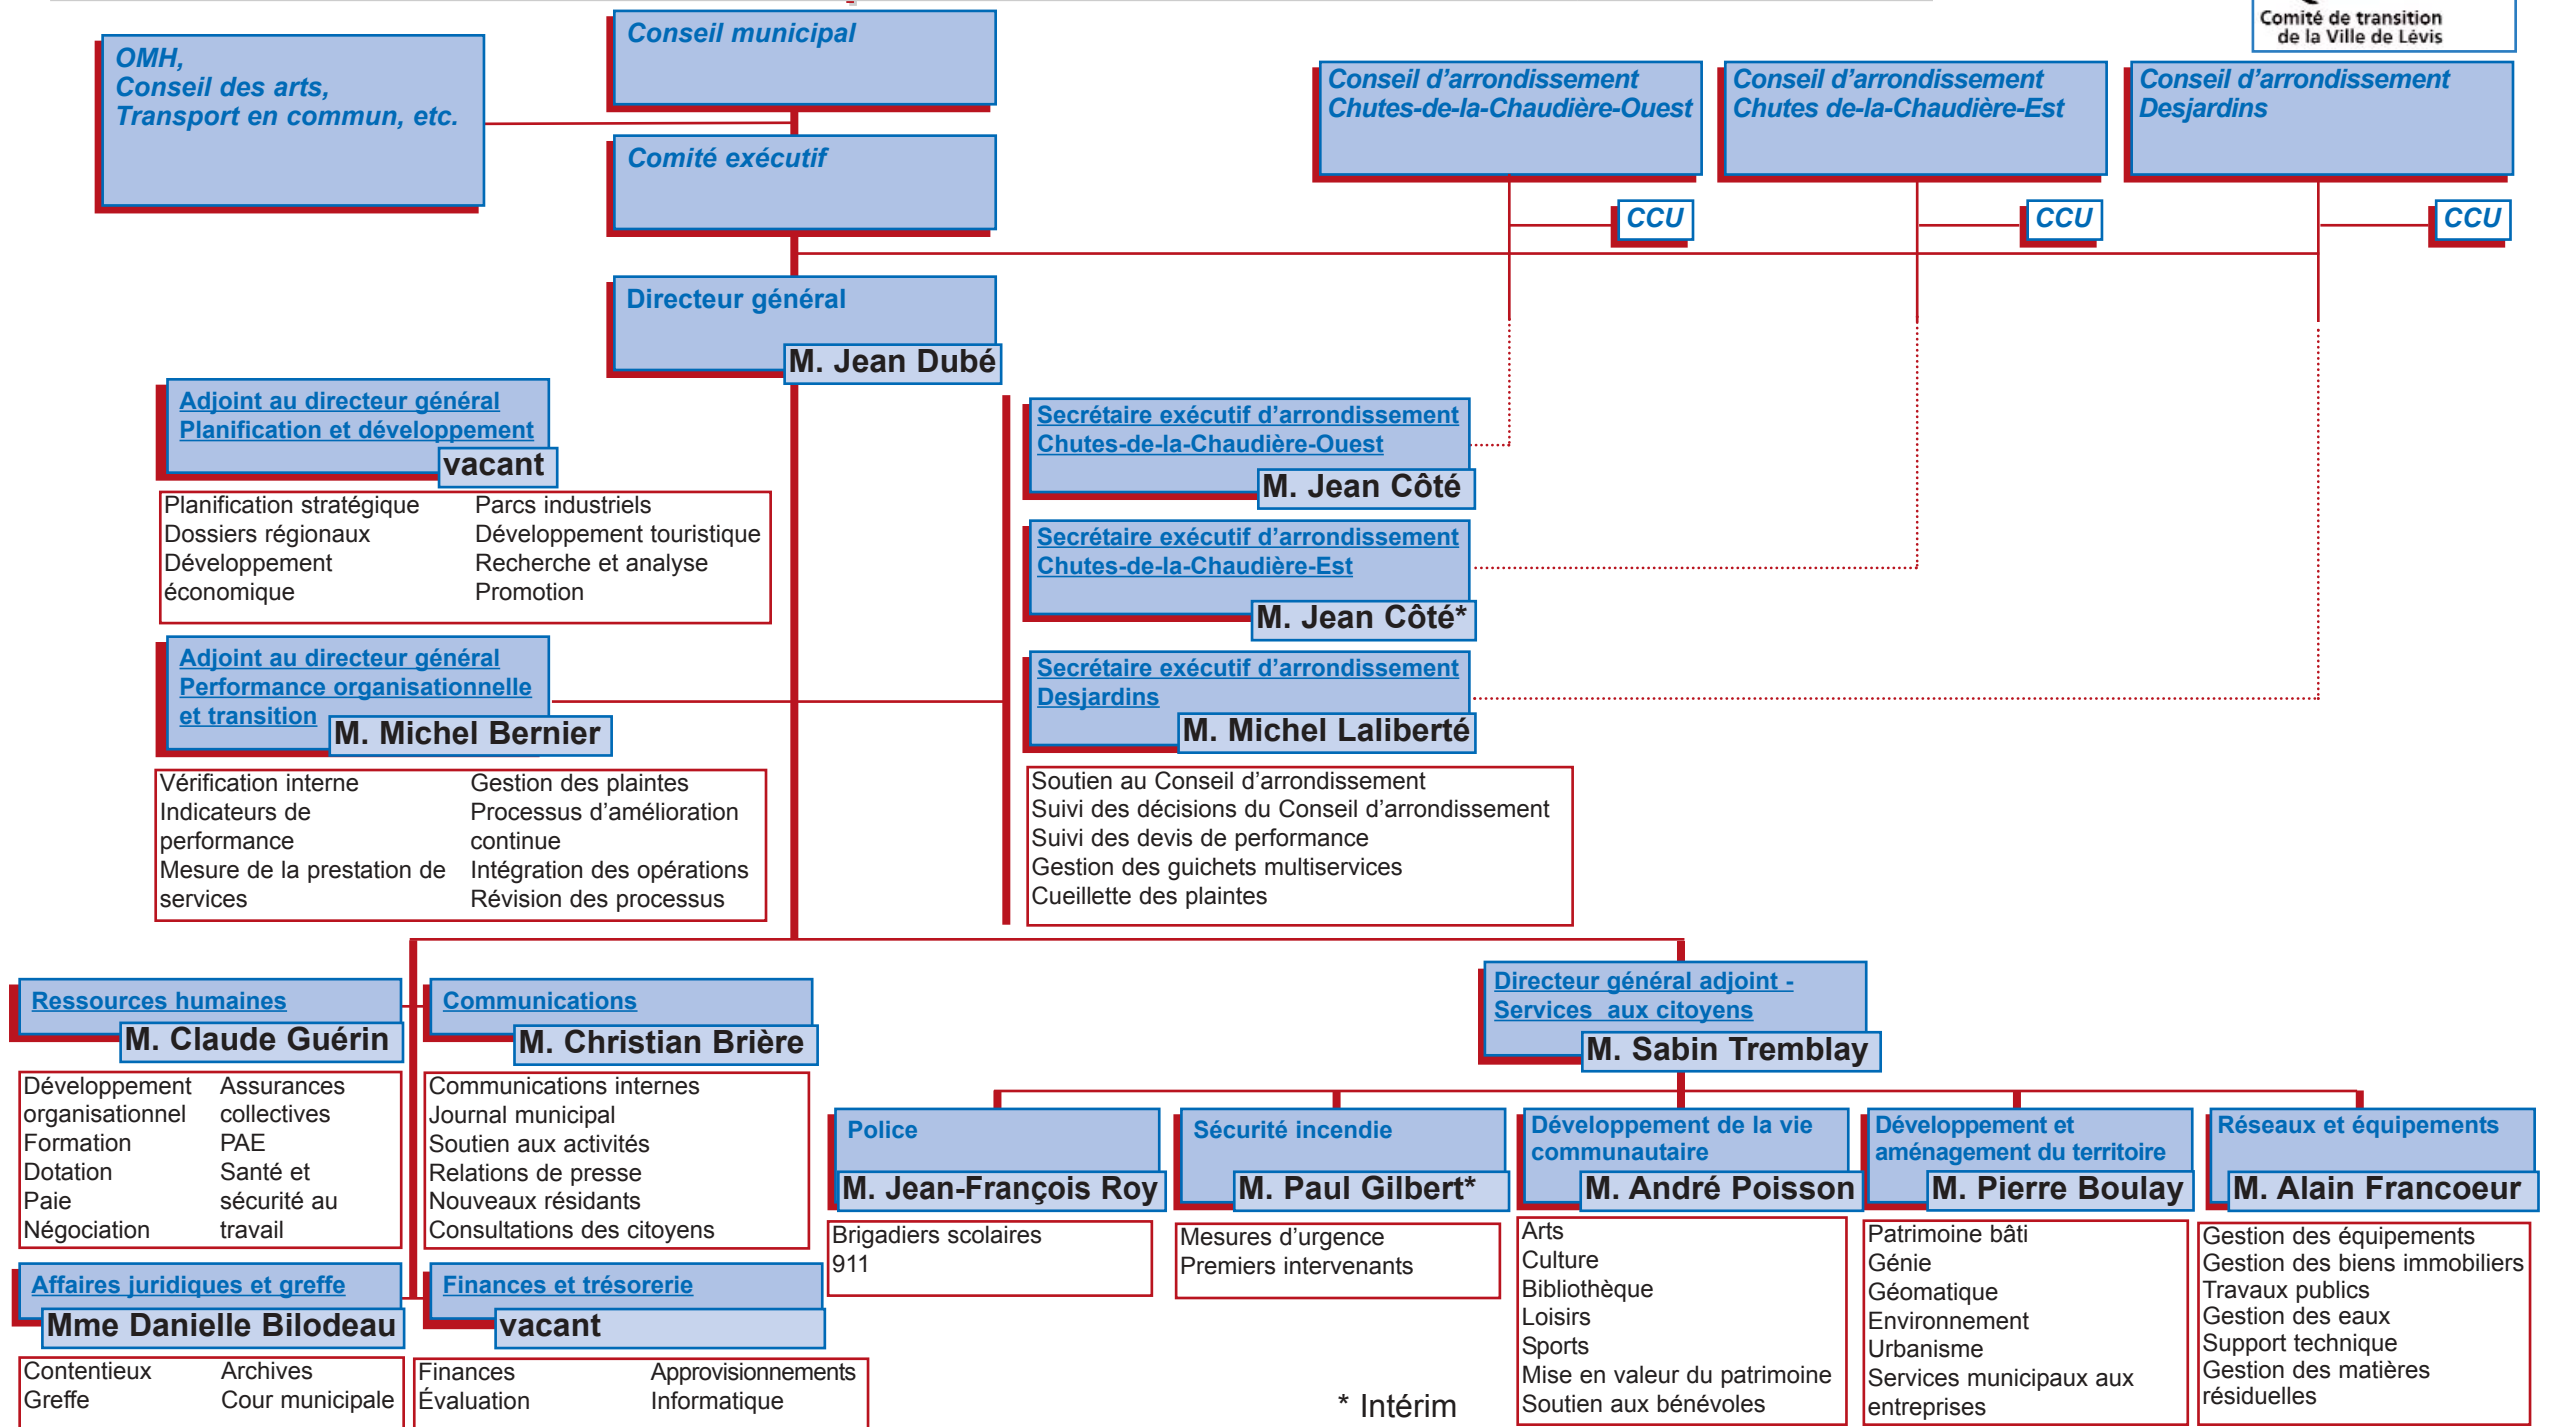 Comité de transition
de la Ville de Lévis
OMH,
Conseil des arts,
Transport en commun, etc.
Conseil municipal
Comité exécutif
Conseil d'arrondissement
Chutes-de-la-Chaudière-Ouest
CCU
Conseil d'arrondissement
Chutes de-la-Chaudière-Est
CCU
Conseil d'arrondissement
Desjardins
CCU
Directeur général
M. Jean Dubé
Adjoint au directeur général
Planification et développement
vacant
Planification stratégique
Dossiers régionaux
Développement
économique
Parcs industriels
Développement touristique
Recherche et analyse
Promotion
Adjoint au directeur général
Performance organisationnelle
et transition
M. Michel Bernier
Vérification interne
Indicateurs de
performance
Mesure de la prestation de
services
Gestion des plaintes
Processus d'amélioration
continue
Intégration des opérations
Révision des processus
Secrétaire exécutif d'arrondissement
Chutes-de-la-Chaudière-Ouest
M. Jean Côté
Secrétaire exécutif d'arrondissement
Chutes-de-la-Chaudière-Est
M. Jean Côté*
Secrétaire exécutif d'arrondissement
Desjardins
M. Michel Laliberté
Soutien au Conseil d'arrondissement
Suivi des décisions du Conseil d'arrondissement
Suivi des devis de performance
Gestion des guichets multiservices
Cueillette des plaintes
Ressources humaines
M. Claude Guérin
Développement
organisationnel
Formation
Dotation
Paie
Négociation
Assurances
collectives
PAE
Santé et
sécurité au
travail
Communications
M. Christian Brière
Communications internes
Journal municipal
Soutien aux activités
Relations de presse
Nouveaux résidants
Consultations des citoyens
Affaires juridiques et greffe
Mme Danielle Bilodeau
Contentieux
Greffe
Archives
Cour municipale
Finances et trésorerie
vacant
Finances
Évaluation
Approvisionnements
Informatique
Directeur général adjoint -
Services aux citoyens
M. Sabin Tremblay
Police
M. Jean-François Roy
Brigadiers scolaires
911
Sécurité incendie
M. Paul Gilbert*
Mesures d'urgence
Premiers intervenants
Développement de la vie
communautaire
M. André Poisson
Arts
Culture
Bibliothèque
Loisirs
Sports
Mise en valeur du patrimoine
Soutien aux bénévoles
Développement et
aménagement du territoire
M. Pierre Boulay
Patrimoine bâti
Génie
Géomatique
Environnement
Urbanisme
Services municipaux aux
entreprises
Réseaux et équipements
M. Alain Francoeur
Gestion des équipements
Gestion des biens immobiliers
Travaux publics
Gestion des eaux
Support technique
Gestion des matières
résiduelles
* Intérim